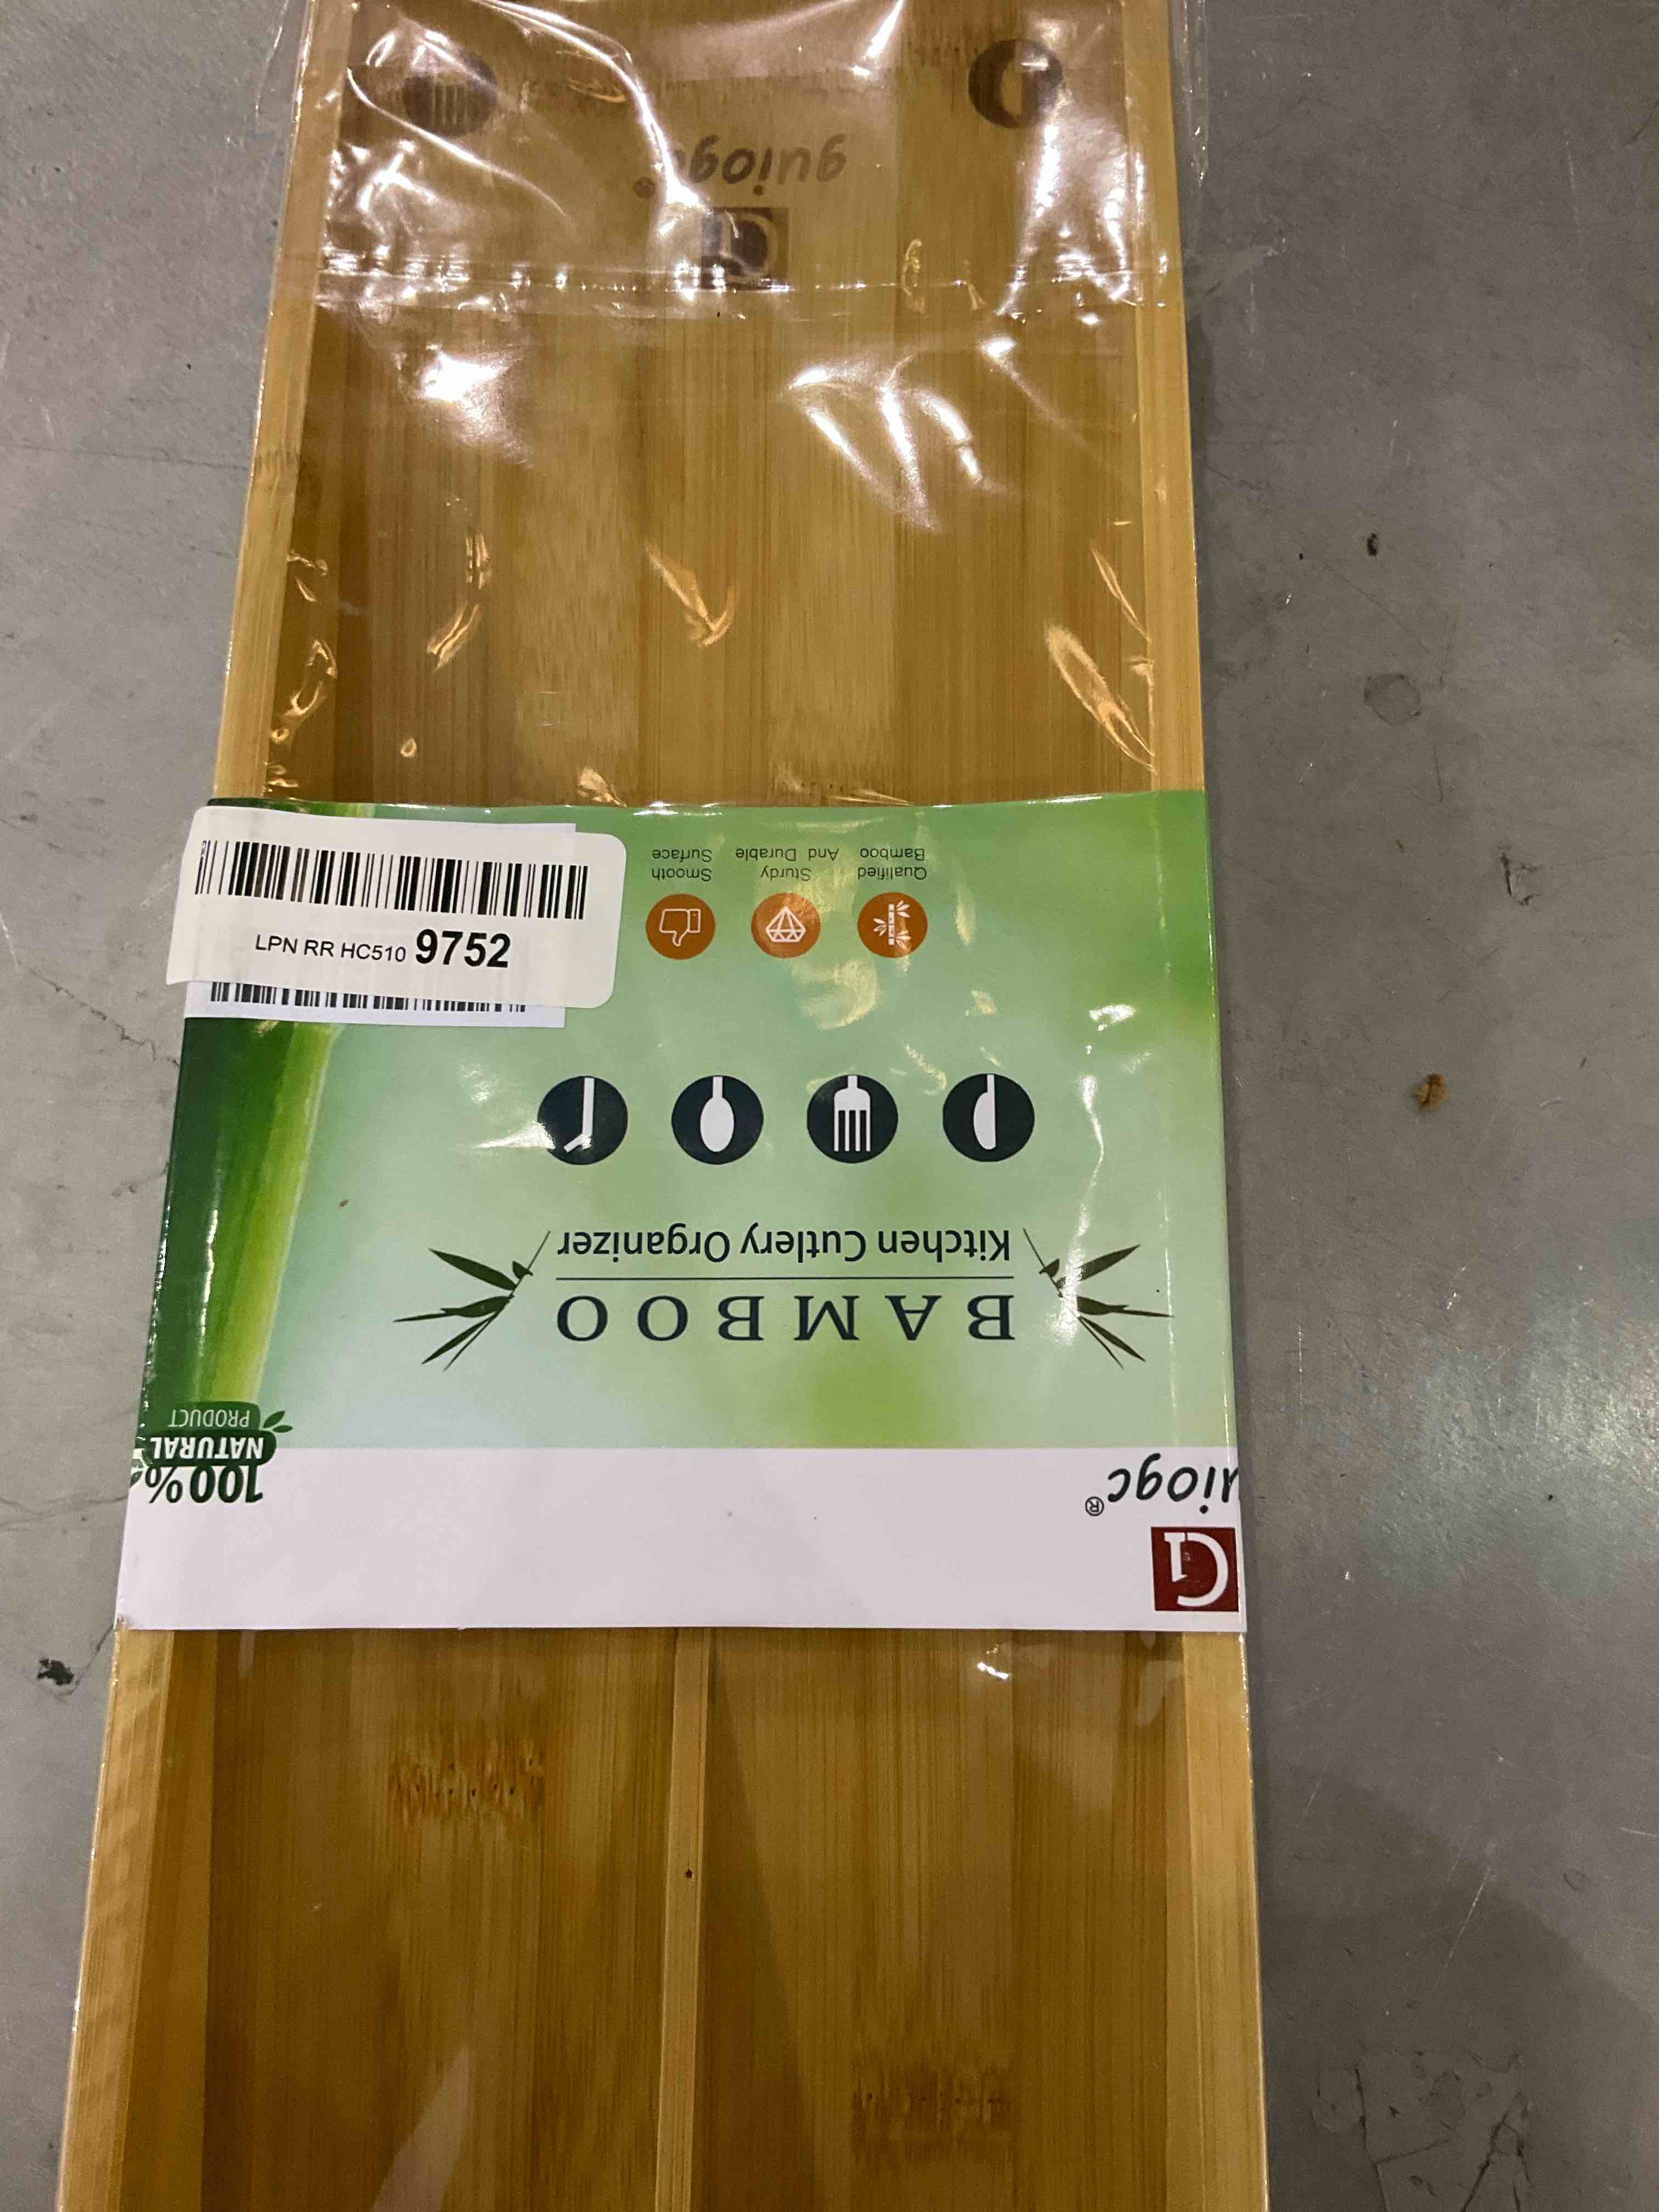 guiogc®
100%
NATURAL
PRODUCT
BAMBOO
Kitchen Cutlery Organizer
Qualified
Bamboo
Sturdy
And Durable
Smooth
Surface
LPN RR HC510 9752